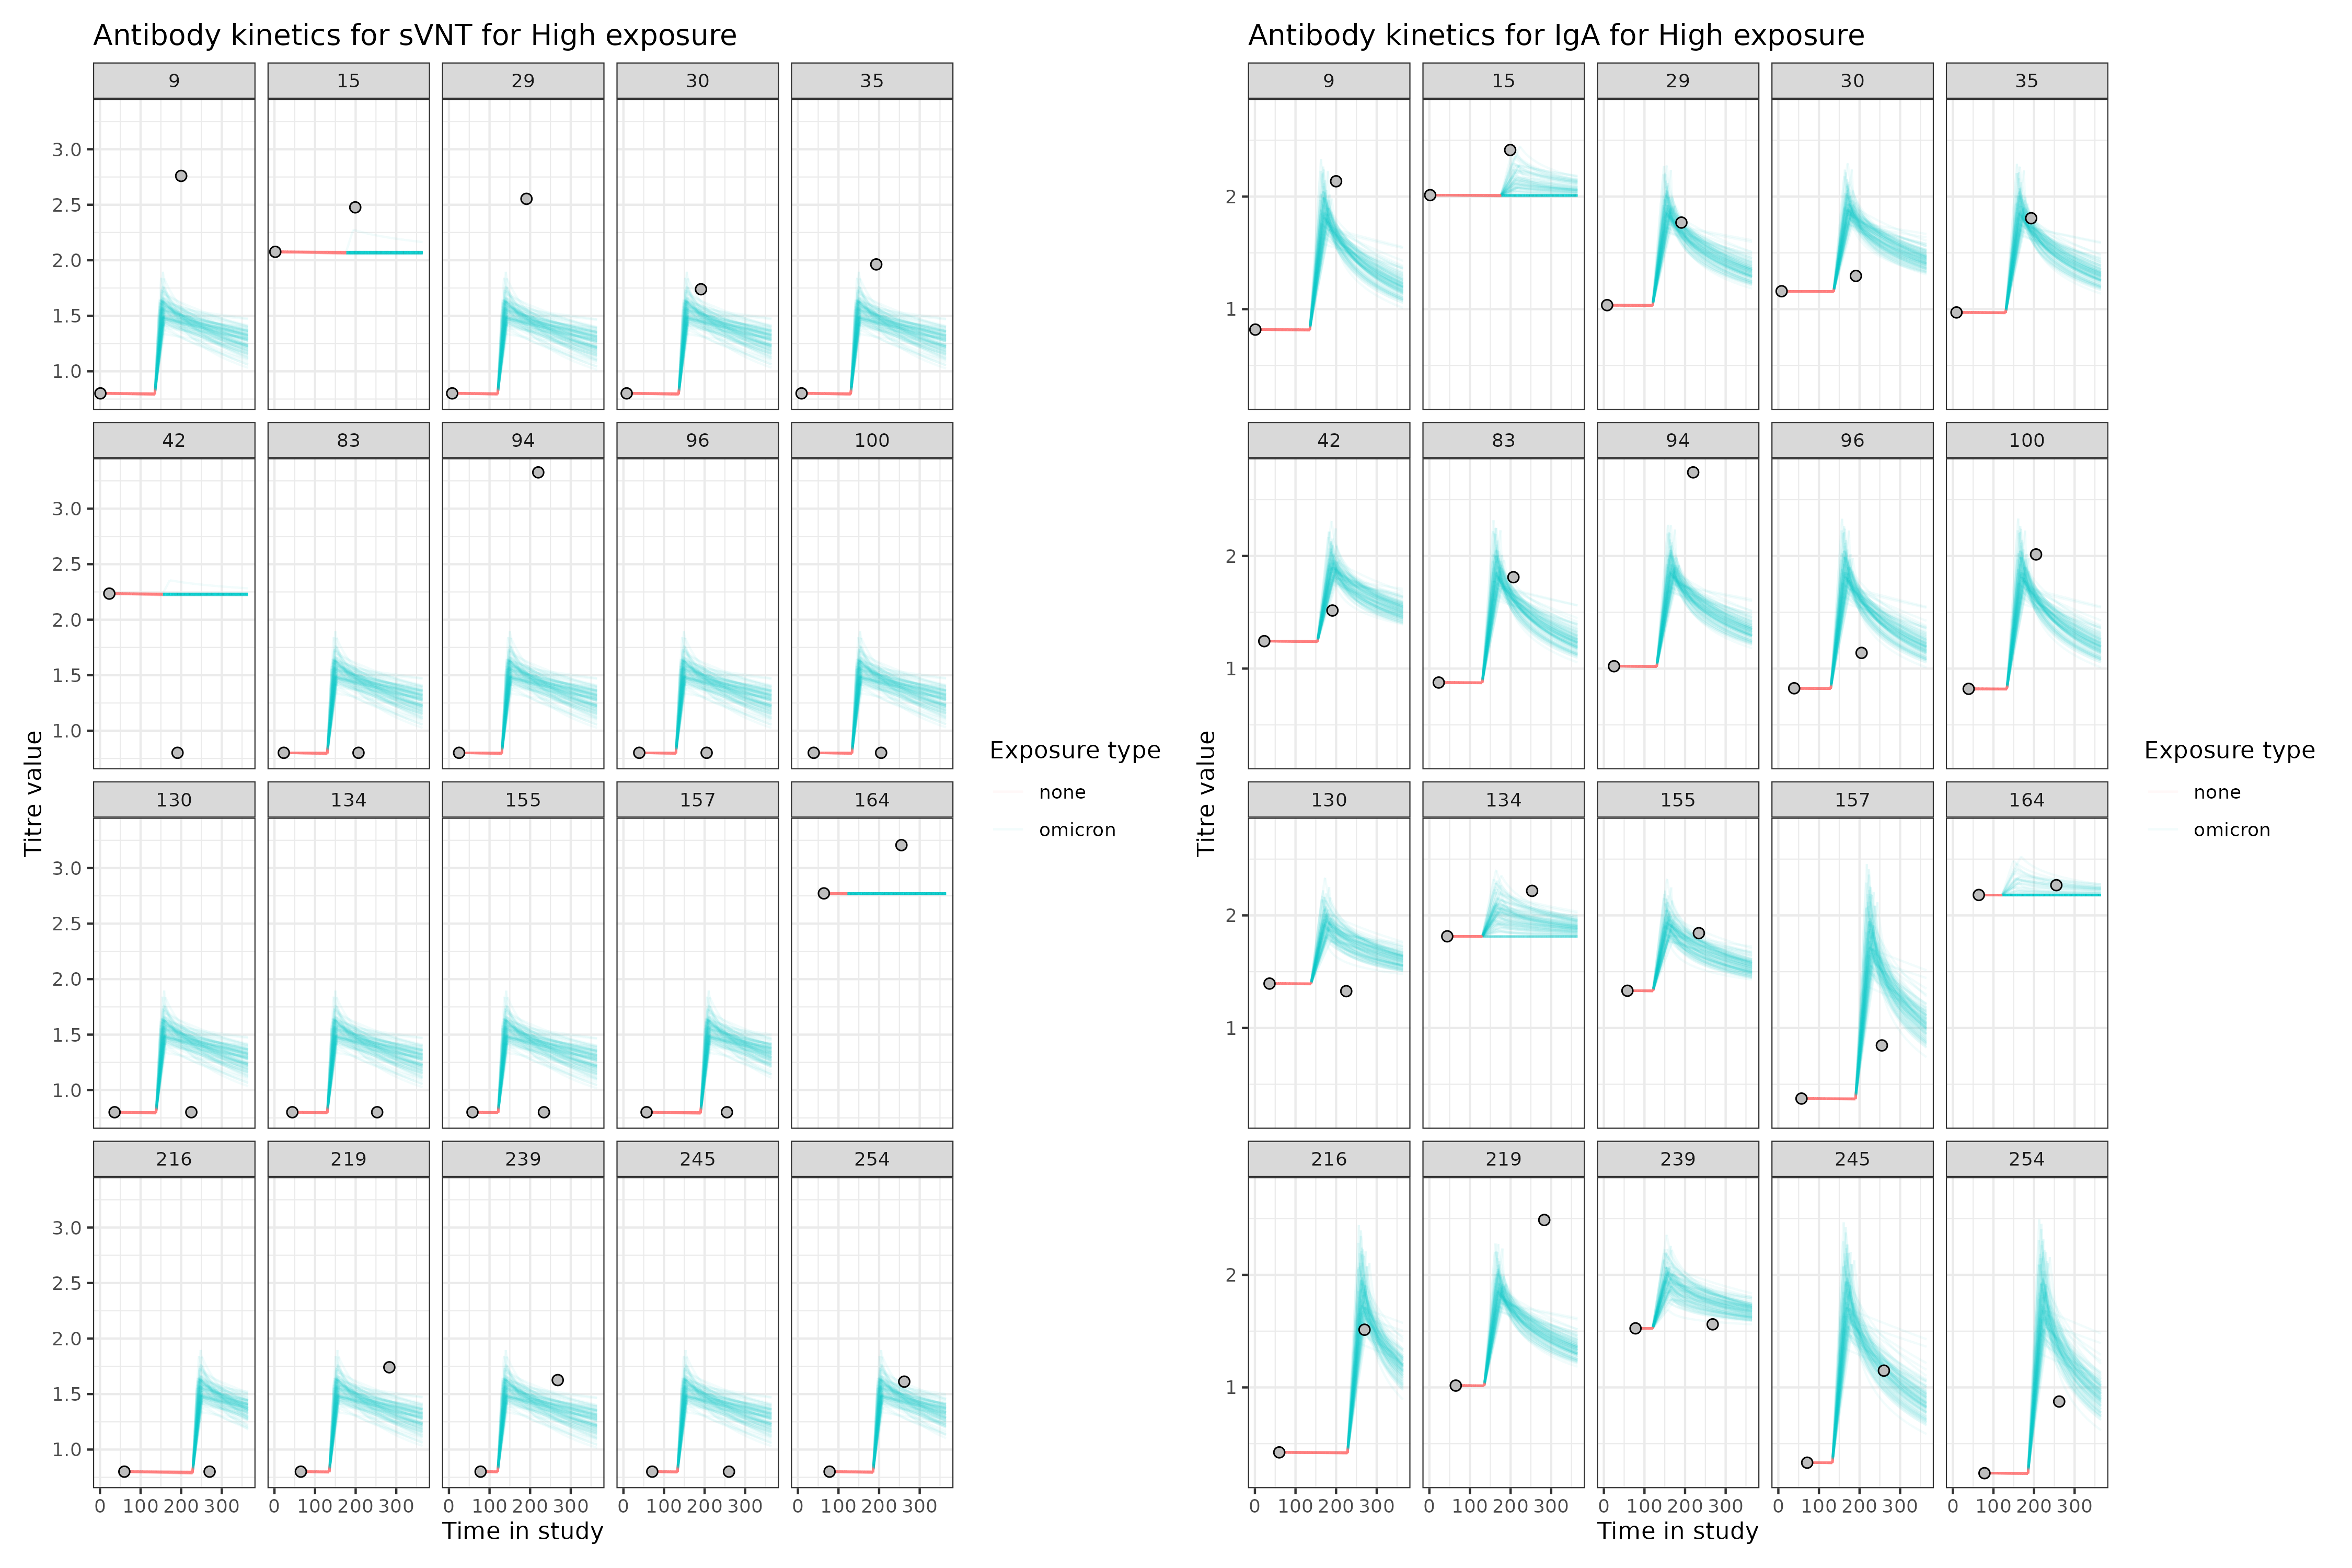 Antibody kinetics for sVNT for High exposure
9 15 29 30 35
3.0
2.5
2.0
1.5
1.0
42 83 94 96 100
3.0
2.5
2.0
1.5
1.0
130 134 155 157 164
3.0
2.5
2.0
1.5
1.0
216 219 239 245 254
3.0
2.5
2.0
1.5
1.0
0 100 200 300 0 100 200 300 0 100 200 300 0 100 200 300 0 100 200 300
Time in study
Titre value
Exposure type
none
omicron
Antibody kinetics for IgA for High exposure
9 15 29 30 35
2
1
42 83 94 96 100
2
1
130 134 155 157 164
2
1
216 219 239 245 254
2
1
0 100 200 300 0 100 200 300 0 100 200 300 0 100 200 300 0 100 200 300
Time in study
Titre value
Exposure type
none
omicron